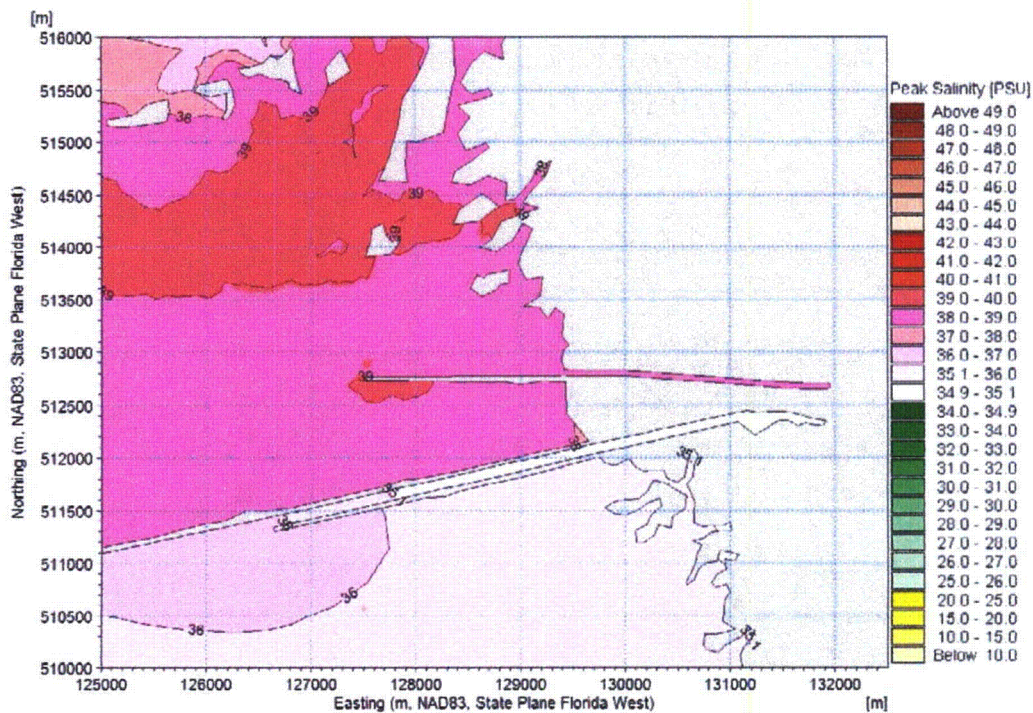 [m]
516000
515500
515000
514500
514000
513500
513000
512500
512000
511500
511000
510500
510000
Northing (m, NAD83, State Plane Florida West)
125000 126000 127000 128000 129000 130000 131000 132000
Easting (m, NAD83, State Plane Florida West) [m]
38
39
39
39
39
39
39
36
36
Peak Salinity [PSU]
Above 49.0
48.0 - 49.0
47.0 - 48.0
46.0 - 47.0
45.0 - 46.0
44.0 - 45.0
43.0 - 44.0
42.0 - 43.0
41.0 - 42.0
40.0 - 41.0
39.0 - 40.0
38.0 - 39.0
37.0 - 38.0
36.0 - 37.0
35.1 - 36.0
34.9 - 35.1
34.0 - 34.9
33.0 - 34.0
32.0 - 33.0
31.0 - 32.0
30.0 - 31.0
29.0 - 30.0
28.0 - 29.0
27.0 - 28.0
26.0 - 27.0
25.0 - 26.0
20.0 - 25.0
15.0 - 20.0
10.0 - 15.0
Below 10.0